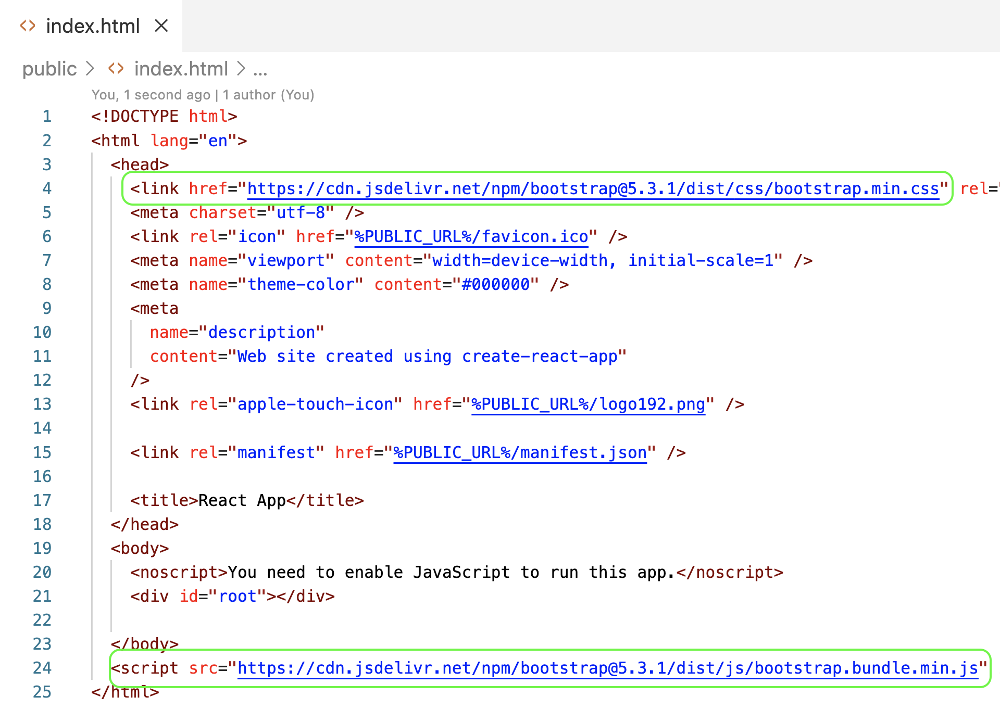 index.html
public > index.html > ...
You, 1 second ago | 1 author (You)
1 <!DOCTYPE html>
2 <html lang="en">
3 <head>
4 <link href="https://cdn.jsdelivr.net/npm/bootstrap@5.3.1/dist/css/bootstrap.min.css" rel="
5 <meta charset="utf-8" />
6 <link rel="icon" href="%PUBLIC_URL%/favicon.ico" />
7 <meta name="viewport" content="width=device-width, initial-scale=1" />
8 <meta name="theme-color" content="#000000" />
9 <meta
10 name="description"
11 content="Web site created using create-react-app"
12 />
13 <link rel="apple-touch-icon" href="%PUBLIC_URL%/logo192.png" />
14
15 <link rel="manifest" href="%PUBLIC_URL%/manifest.json" />
16
17 <title>React App</title>
18 </head>
19 <body>
20 <noscript>You need to enable JavaScript to run this app.</noscript>
21 <div id="root"></div>
22
23 </body>
24 <script src="https://cdn.jsdelivr.net/npm/bootstrap@5.3.1/dist/js/bootstrap.bundle.min.js"
25 </html>